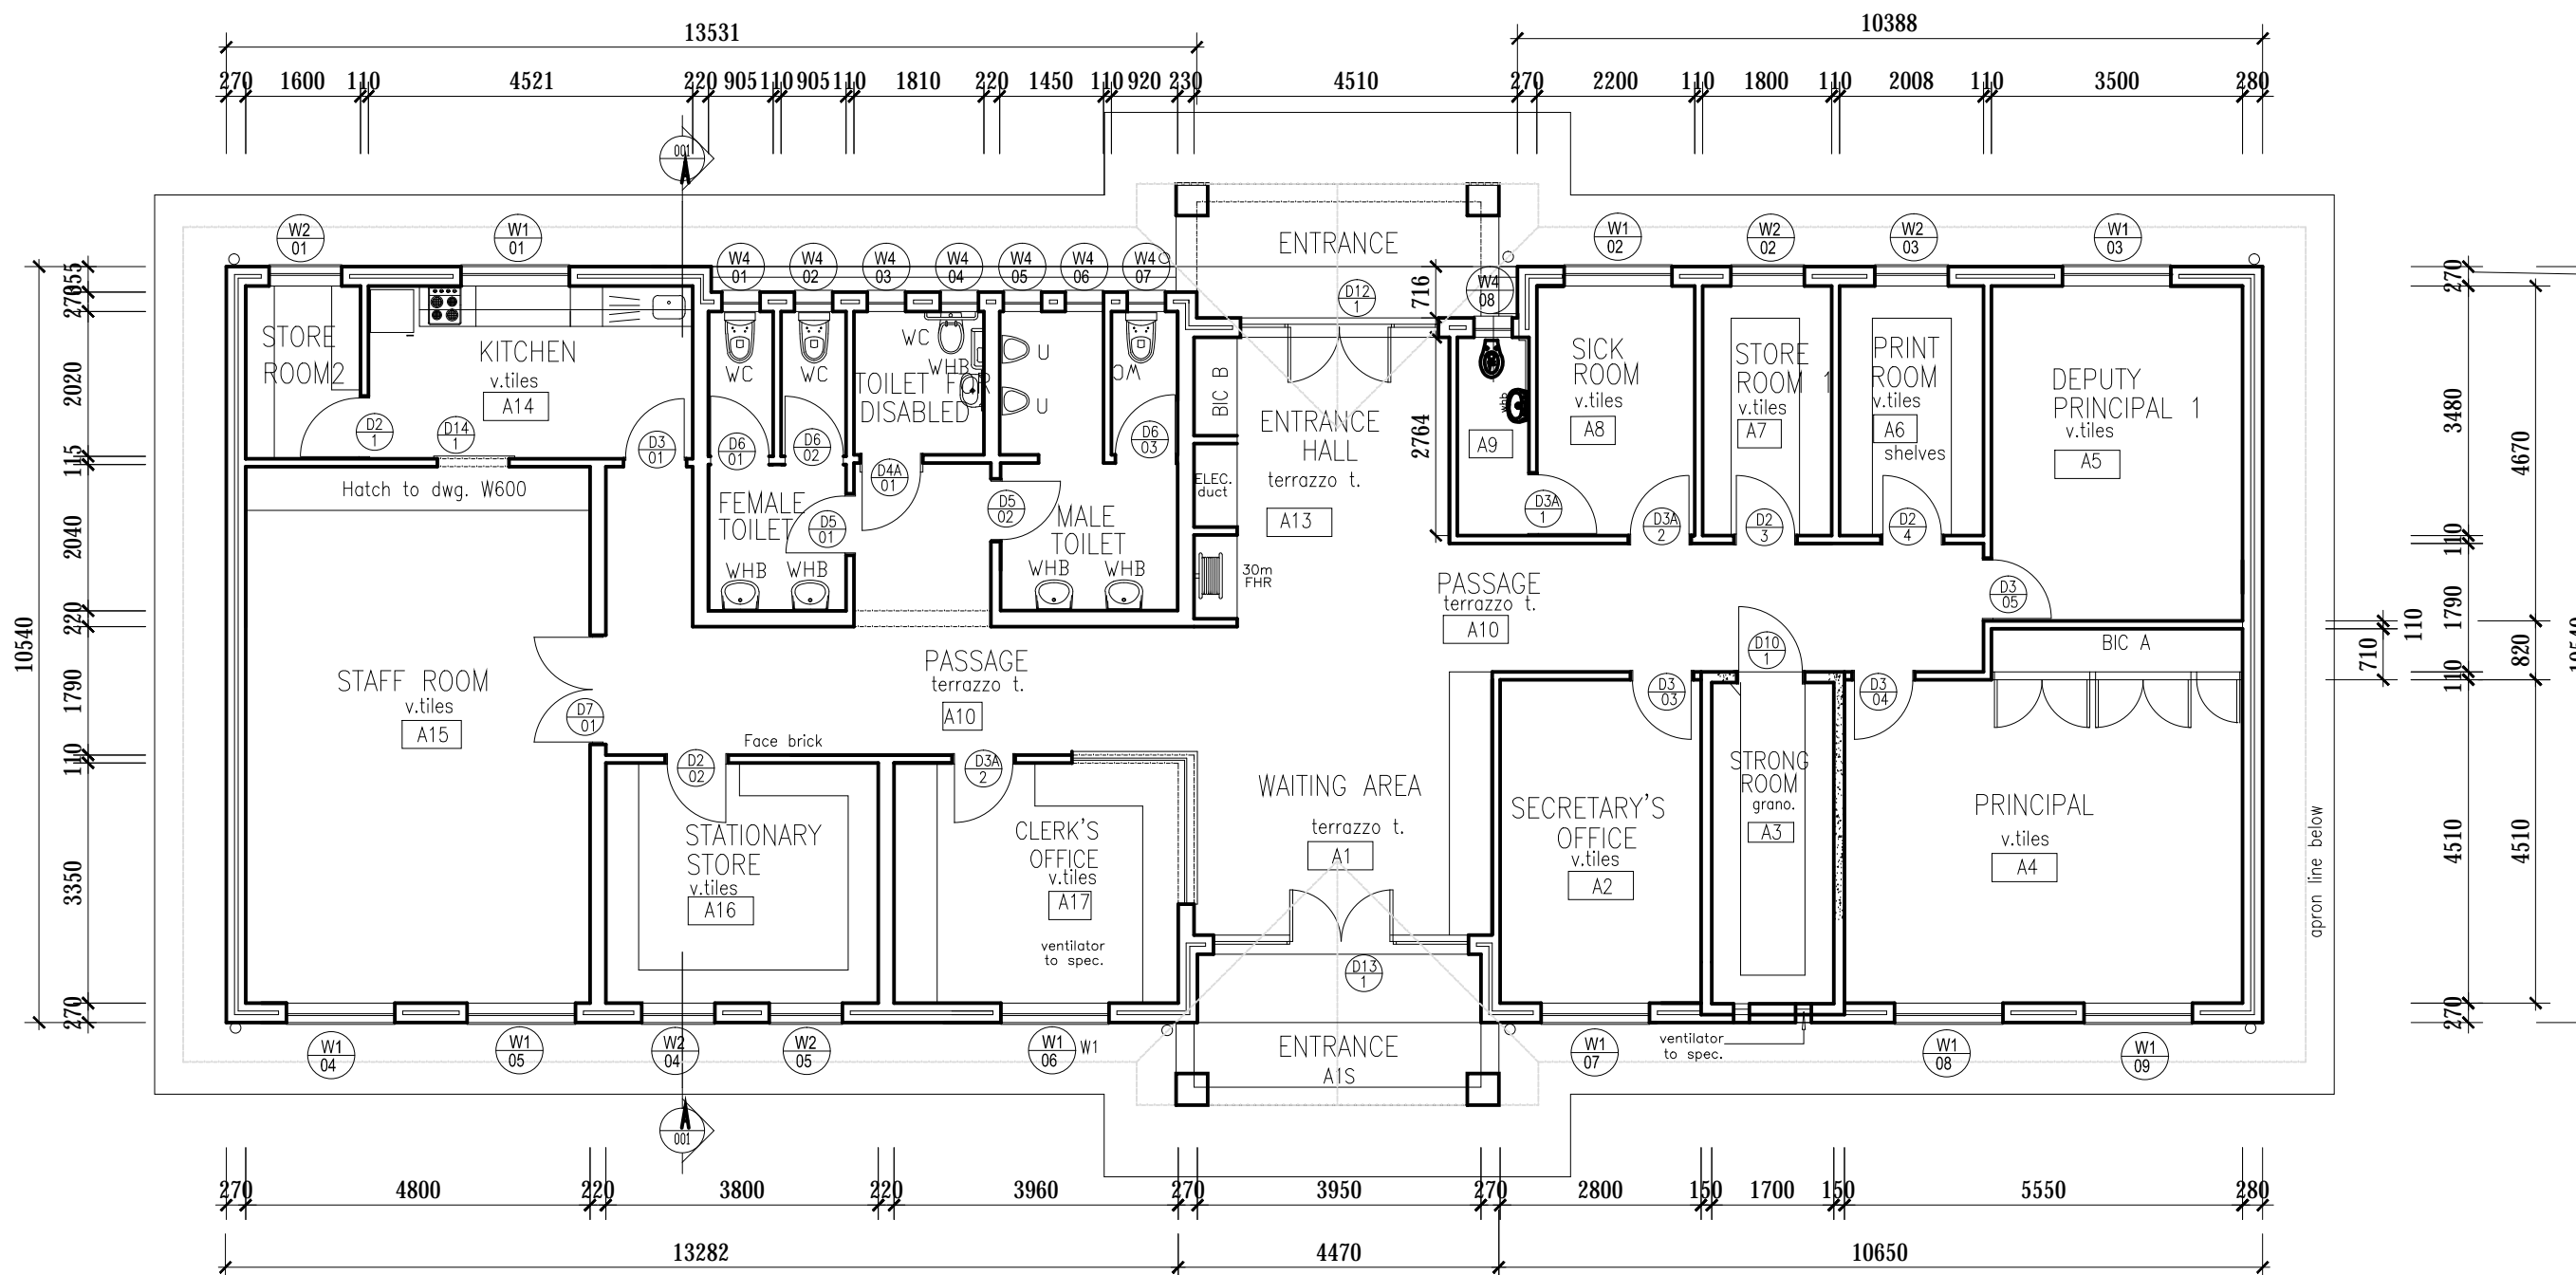 13531
10388
270 1600 110 4521 220 905 110 905 110 1810 220 1450 110 920 230 4510 270 2200 110 1800 110 2008 110 3500 280
001
W2 01
W1 01
W4 01
W4 02
W4 03
W4 04
W4 05
W4 06
W4 07
ENTRANCE
W4 08
W1 02
W2 02
W2 03
W1 03
D12 1
716
STORE
ROOM2
KITCHEN
v.tiles
A14
WC
WC
WC
WHB
TOILET FOR
DISABLED
U
U
WC
BIC B
ENTRANCE
HALL
terrazzo t.
A13
2764
whb
A9
SICK
ROOM
v.tiles
A8
STORE
ROOM 1
v.tiles
A7
PRINT
ROOM
v.tiles
A6
shelves
DEPUTY
PRINCIPAL 1
v.tiles
A5
D2 1
D14 1
D3 01
D6 01
D6 02
D4A 01
D6 03
Hatch to dwg. W600
FEMALE
TOILET
D5 01
D5 02
MALE
TOILET
WHB
WHB
WHB
WHB
ELEC.
duct
30m
FHR
D3A 1
D3A 2
D2 3
D2 4
D3 05
PASSAGE
terrazzo t.
A10
D10 1
BIC A
STAFF ROOM
v.tiles
A15
D7 01
PASSAGE
terrazzo t.
A10
Face brick
D2 02
D3A 2
D3 03
D3 04
STATIONARY
STORE
v.tiles
A16
CLERK'S
OFFICE
v.tiles
A17
ventilator
to spec.
WAITING AREA
terrazzo t.
A1
SECRETARY'S
OFFICE
v.tiles
A2
STRONG
ROOM
grano.
A3
PRINCIPAL
v.tiles
A4
apron line below
D13 1
W1 04
W1 05
W2 04
W2 05
W1 06
W1
ENTRANCE
A1S
W1 07
ventilator
to spec.
W1 08
W1 09
001
10540
355
270
2020
115
2040
220
1790
110
3350
270
270
3480
110
1790
110
4510
270
110
710
4670
820
4510
10540
270 4800 220 3800 220 3960 270 3950 270 2800 150 1700 150 5550 280
13282
4470
10650